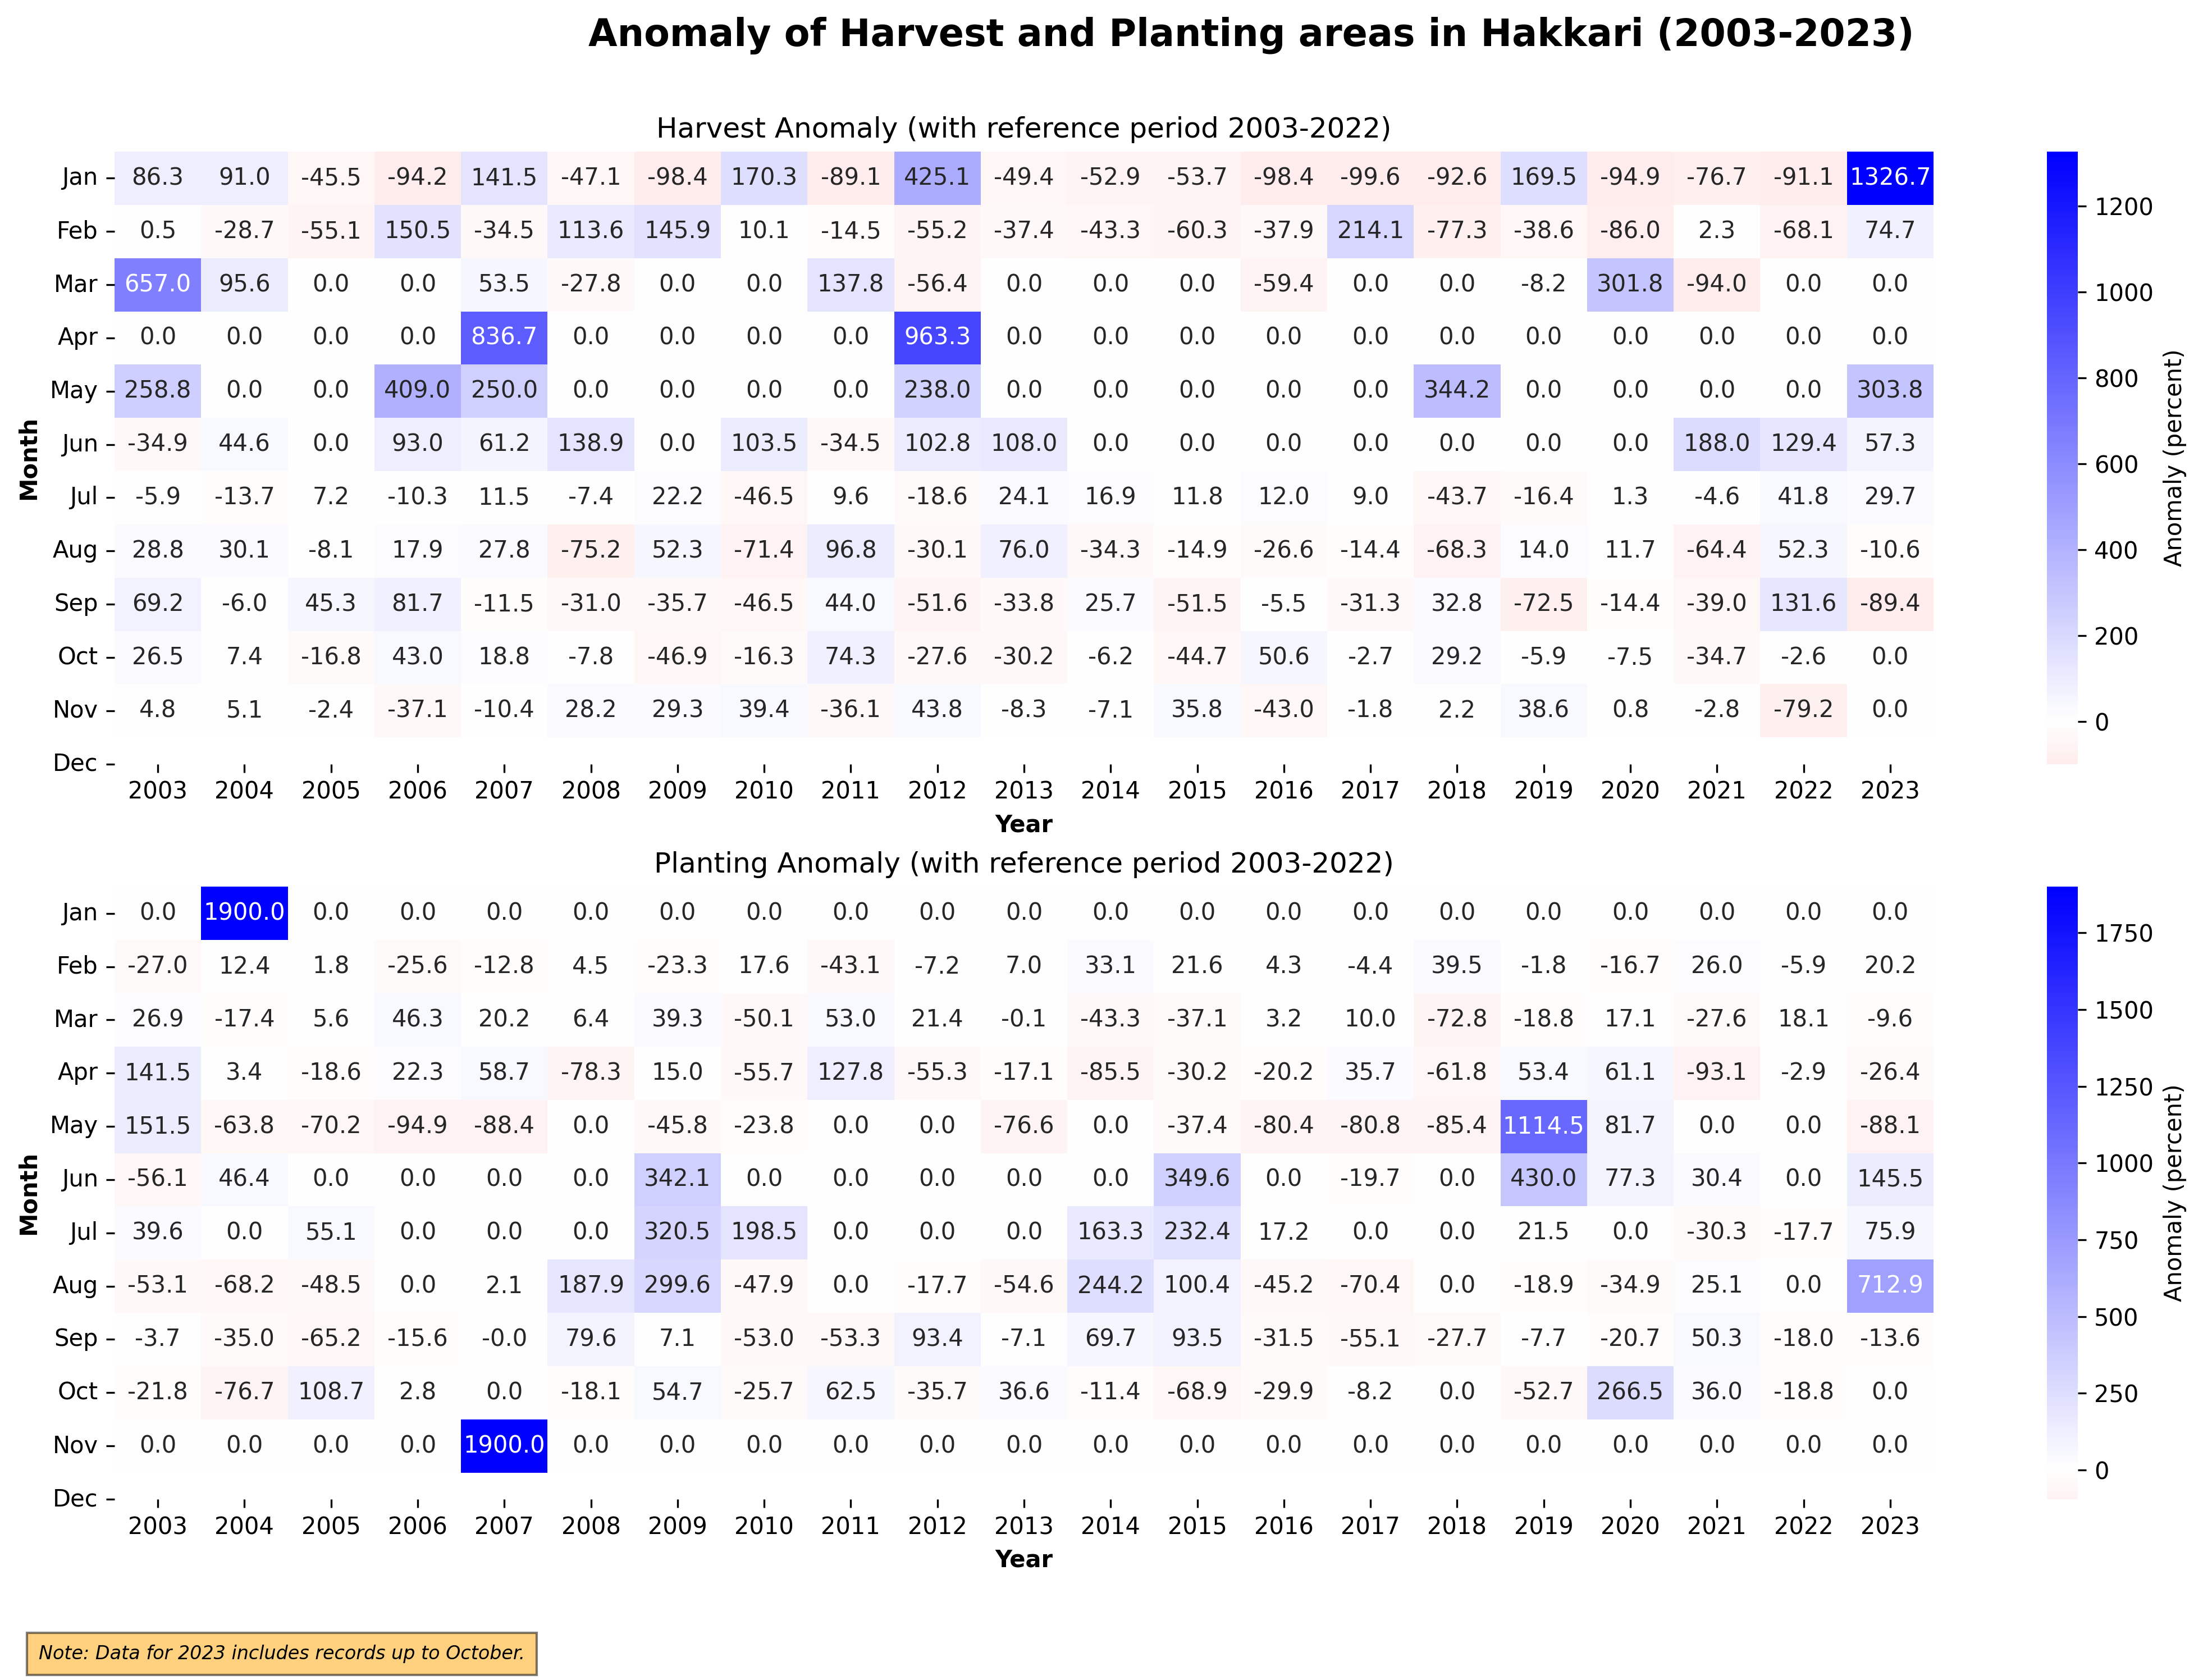 Anomaly of Harvest and Planting areas in Hakkari (2003-2023)
Harvest Anomaly (with reference period 2003-2022)
Jan 86.3 91.0 -45.5 -94.2 141.5 -47.1 -98.4 170.3 -89.1 425.1 -49.4 -52.9 -53.7 -98.4 -99.6 -92.6 169.5 -94.9 -76.7 -91.1 1326.7
Feb 0.5 -28.7 -55.1 150.5 -34.5 113.6 145.9 10.1 -14.5 -55.2 -37.4 -43.3 -60.3 -37.9 214.1 -77.3 -38.6 -86.0 2.3 -68.1 74.7
Mar 657.0 95.6 0.0 0.0 53.5 -27.8 0.0 0.0 137.8 -56.4 0.0 0.0 0.0 -59.4 0.0 0.0 -8.2 301.8 -94.0 0.0 0.0
Apr 0.0 0.0 0.0 0.0 836.7 0.0 0.0 0.0 0.0 963.3 0.0 0.0 0.0 0.0 0.0 0.0 0.0 0.0 0.0 0.0 0.0
May 258.8 0.0 0.0 409.0 250.0 0.0 0.0 0.0 0.0 238.0 0.0 0.0 0.0 0.0 0.0 344.2 0.0 0.0 0.0 0.0 303.8
Jun -34.9 44.6 0.0 93.0 61.2 138.9 0.0 103.5 -34.5 102.8 108.0 0.0 0.0 0.0 0.0 0.0 0.0 0.0 188.0 129.4 57.3
Jul -5.9 -13.7 7.2 -10.3 11.5 -7.4 22.2 -46.5 9.6 -18.6 24.1 16.9 11.8 12.0 9.0 -43.7 -16.4 1.3 -4.6 41.8 29.7
Aug 28.8 30.1 -8.1 17.9 27.8 -75.2 52.3 -71.4 96.8 -30.1 76.0 -34.3 -14.9 -26.6 -14.4 -68.3 14.0 11.7 -64.4 52.3 -10.6
Sep 69.2 -6.0 45.3 81.7 -11.5 -31.0 -35.7 -46.5 44.0 -51.6 -33.8 25.7 -51.5 -5.5 -31.3 32.8 -72.5 -14.4 -39.0 131.6 -89.4
Oct 26.5 7.4 -16.8 43.0 18.8 -7.8 -46.9 -16.3 74.3 -27.6 -30.2 -6.2 -44.7 50.6 -2.7 29.2 -5.9 -7.5 -34.7 -2.6 0.0
Nov 4.8 5.1 -2.4 -37.1 -10.4 28.2 29.3 39.4 -36.1 43.8 -8.3 -7.1 35.8 -43.0 -1.8 2.2 38.6 0.8 -2.8 -79.2 0.0
Dec
2003 2004 2005 2006 2007 2008 2009 2010 2011 2012 2013 2014 2015 2016 2017 2018 2019 2020 2021 2022 2023
Year
Month
1200
1000
800
600
400
200
0
Anomaly (percent)
Planting Anomaly (with reference period 2003-2022)
Jan 0.0 1900.0 0.0 0.0 0.0 0.0 0.0 0.0 0.0 0.0 0.0 0.0 0.0 0.0 0.0 0.0 0.0 0.0 0.0 0.0 0.0
Feb -27.0 12.4 1.8 -25.6 -12.8 4.5 -23.3 17.6 -43.1 -7.2 7.0 33.1 21.6 4.3 -4.4 39.5 -1.8 -16.7 26.0 -5.9 20.2
Mar 26.9 -17.4 5.6 46.3 20.2 6.4 39.3 -50.1 53.0 21.4 -0.1 -43.3 -37.1 3.2 10.0 -72.8 -18.8 17.1 -27.6 18.1 -9.6
Apr 141.5 3.4 -18.6 22.3 58.7 -78.3 15.0 -55.7 127.8 -55.3 -17.1 -85.5 -30.2 -20.2 35.7 -61.8 53.4 61.1 -93.1 -2.9 -26.4
May 151.5 -63.8 -70.2 -94.9 -88.4 0.0 -45.8 -23.8 0.0 0.0 -76.6 0.0 -37.4 -80.4 -80.8 -85.4 1114.5 81.7 0.0 0.0 -88.1
Jun -56.1 46.4 0.0 0.0 0.0 0.0 342.1 0.0 0.0 0.0 0.0 0.0 349.6 0.0 -19.7 0.0 430.0 77.3 30.4 0.0 145.5
Jul 39.6 0.0 55.1 0.0 0.0 0.0 320.5 198.5 0.0 0.0 0.0 163.3 232.4 17.2 0.0 0.0 21.5 0.0 -30.3 -17.7 75.9
Aug -53.1 -68.2 -48.5 0.0 2.1 187.9 299.6 -47.9 0.0 -17.7 -54.6 244.2 100.4 -45.2 -70.4 0.0 -18.9 -34.9 25.1 0.0 712.9
Sep -3.7 -35.0 -65.2 -15.6 -0.0 79.6 7.1 -53.0 -53.3 93.4 -7.1 69.7 93.5 -31.5 -55.1 -27.7 -7.7 -20.7 50.3 -18.0 -13.6
Oct -21.8 -76.7 108.7 2.8 0.0 -18.1 54.7 -25.7 62.5 -35.7 36.6 -11.4 -68.9 -29.9 -8.2 0.0 -52.7 266.5 36.0 -18.8 0.0
Nov 0.0 0.0 0.0 0.0 1900.0 0.0 0.0 0.0 0.0 0.0 0.0 0.0 0.0 0.0 0.0 0.0 0.0 0.0 0.0 0.0 0.0
Dec
2003 2004 2005 2006 2007 2008 2009 2010 2011 2012 2013 2014 2015 2016 2017 2018 2019 2020 2021 2022 2023
Year
Month
1750
1500
1250
1000
750
500
250
0
Anomaly (percent)
Note: Data for 2023 includes records up to October.